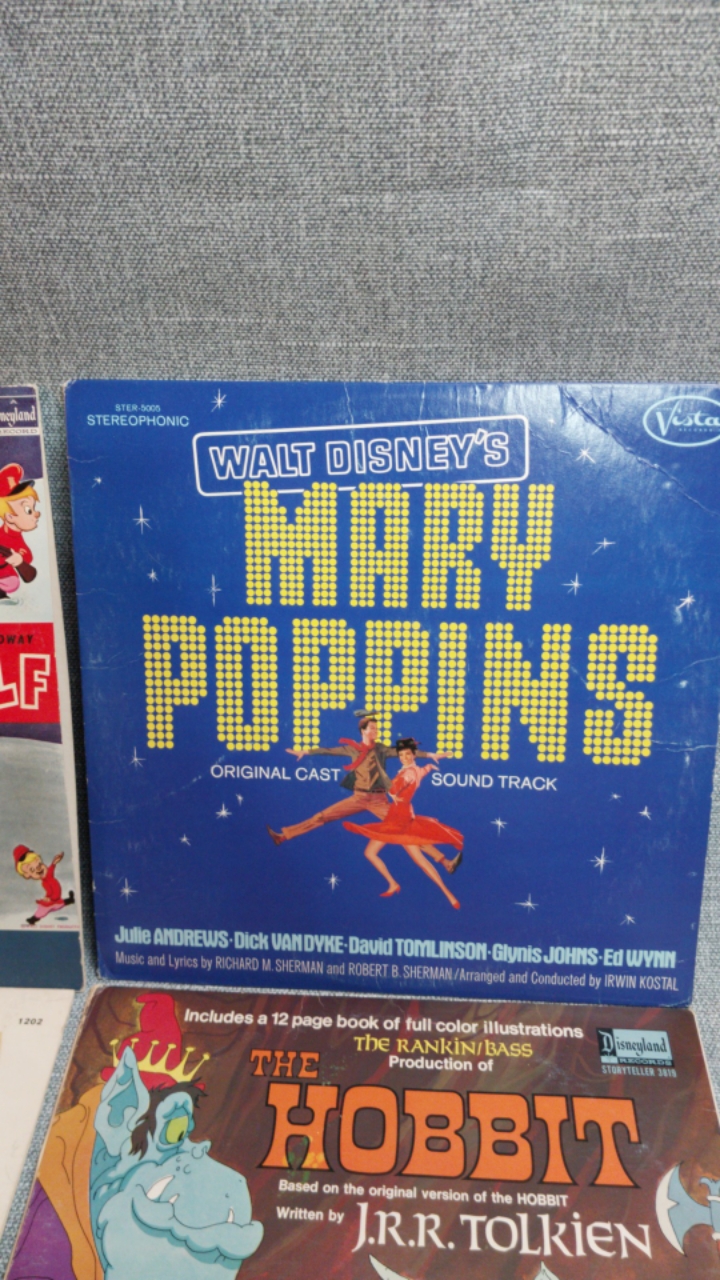 STER-5005
STEREOPHONIC
Vista
WALT DISNEY'S
MARY
POPPINS
ORIGINAL CAST SOUND TRACK
Julie ANDREWS·Dick VAN DYKE·David TOMLINSON·Glynis JOHNS·Ed WYNN
Music and Lyrics by RICHARD M. SHERMAN and ROBERT B. SHERMAN/Arranged and Conducted by IRWIN KOSTAL
1202
Includes a 12 page book of full color illustrations
THE RANKIN/BASS
Production of
Disneyland
RECORDS
STORYTELLER 3819
THE
HOBBIT
Based on the original version of the HOBBIT
Written by J.R.R. TOLKIEN